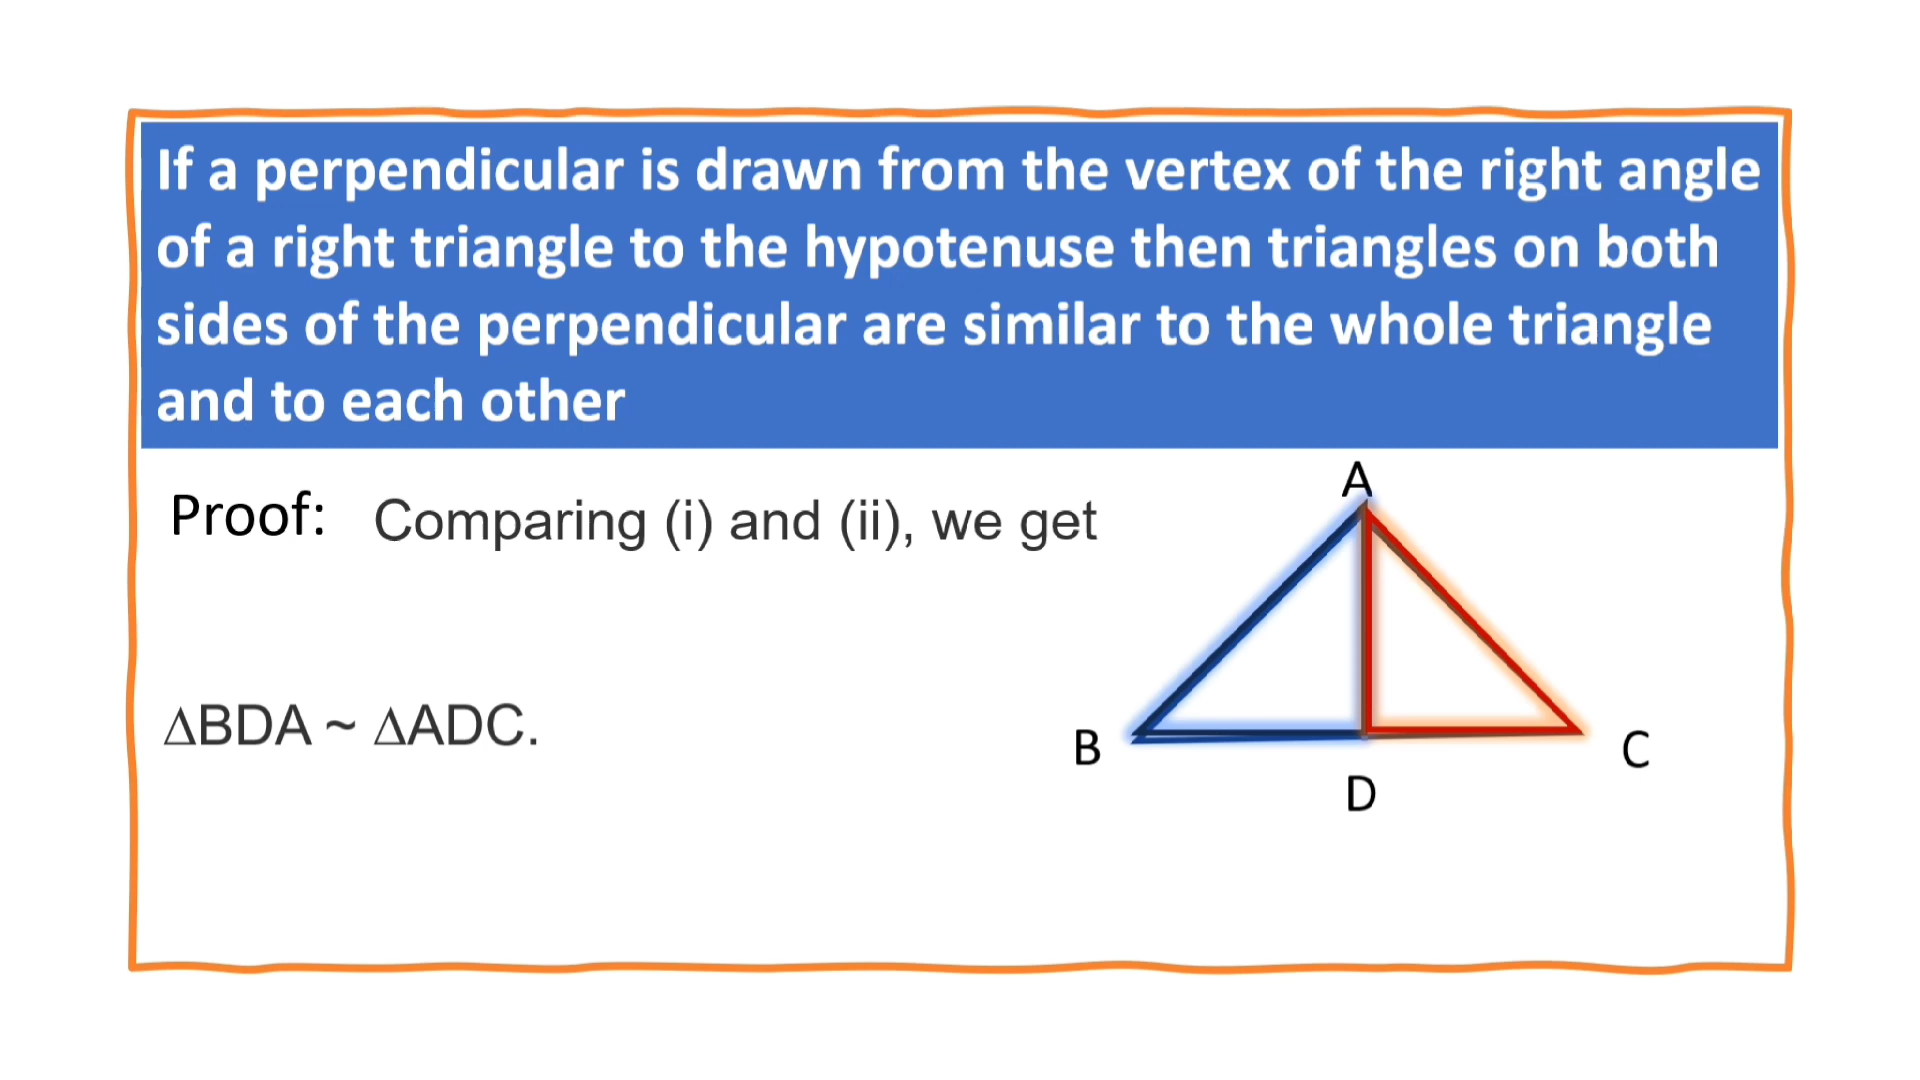 If a perpendicular is drawn from the vertex of the right angle
of a right triangle to the hypotenuse then triangles on both
sides of the perpendicular are similar to the whole triangle
and to each other
Proof: Comparing (i) and (ii), we get
A
∆BDA ~ ∆ADC.
B
C
D